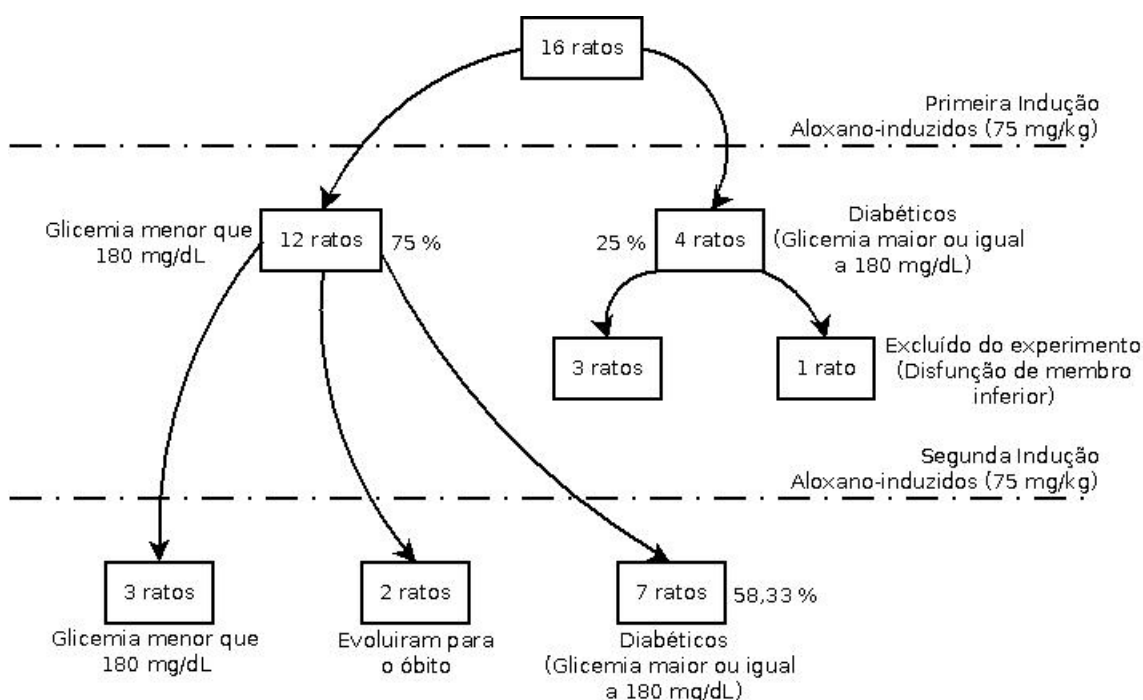 16 ratos
Primeira Indução
Aloxano-induzidos (75 mg/kg)
Glicemia menor que
180 mg/dL
12 ratos
75 %
25 %
4 ratos
Diabéticos
(Glicemia maior ou igual
a 180 mg/dL)
3 ratos
1 rato
Excluído do experimento
(Disfunção de membro
inferior)
Segunda Indução
Aloxano-induzidos (75 mg/kg)
3 ratos
Glicemia menor que
180 mg/dL
2 ratos
Evoluiram para
o óbito
7 ratos
58,33 %
Diabéticos
(Glicemia maior ou igual
a 180 mg/dL)